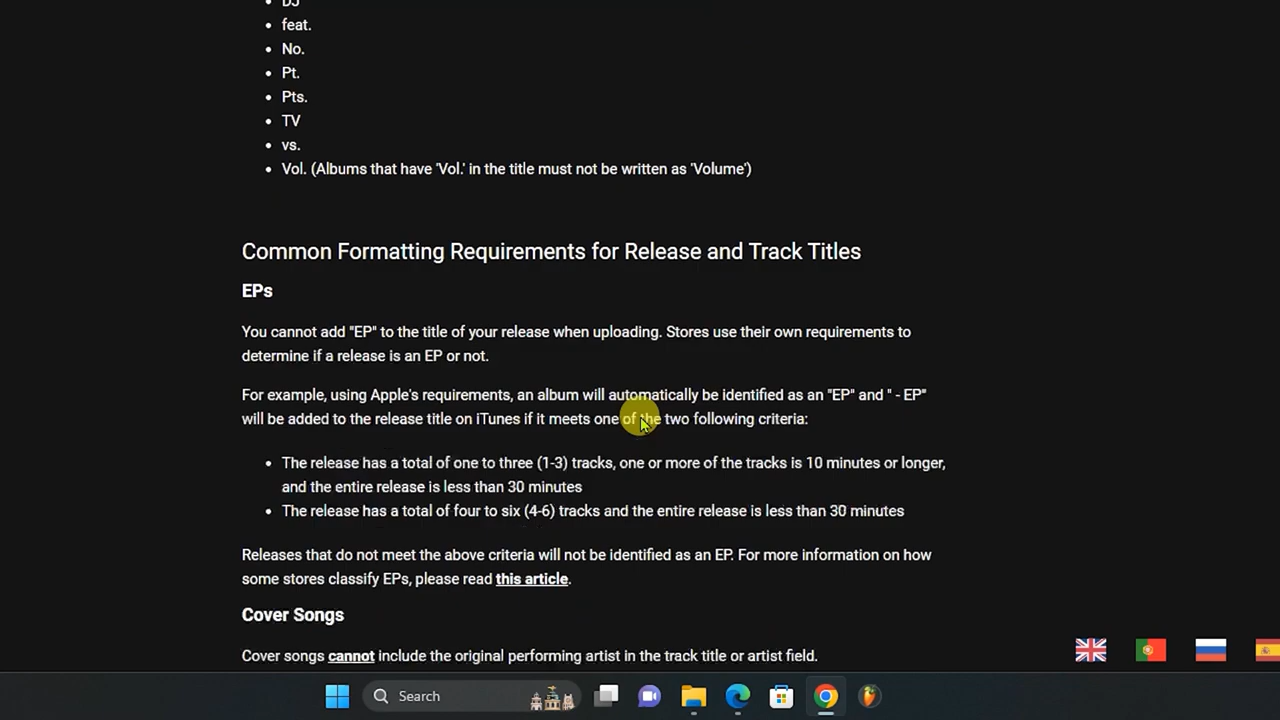 DJ
feat.
No.
Pt.
Pts.
TV
vs.
Vol. (Albums that have 'Vol.' in the title must not be written as 'Volume')
Common Formatting Requirements for Release and Track Titles
EPs
You cannot add "EP" to the title of your release when uploading. Stores use their own requirements to
determine if a release is an EP or not.
For example, using Apple's requirements, an album will automatically be identified as an "EP" and " - EP"
will be added to the release title on iTunes if it meets one of the two following criteria:
The release has a total of one to three (1-3) tracks, one or more of the tracks is 10 minutes or longer,
and the entire release is less than 30 minutes
The release has a total of four to six (4-6) tracks and the entire release is less than 30 minutes
Releases that do not meet the above criteria will not be identified as an EP. For more information on how
some stores classify EPs, please read this article.
Cover Songs
Cover songs cannot include the original performing artist in the track title or artist field.
Search